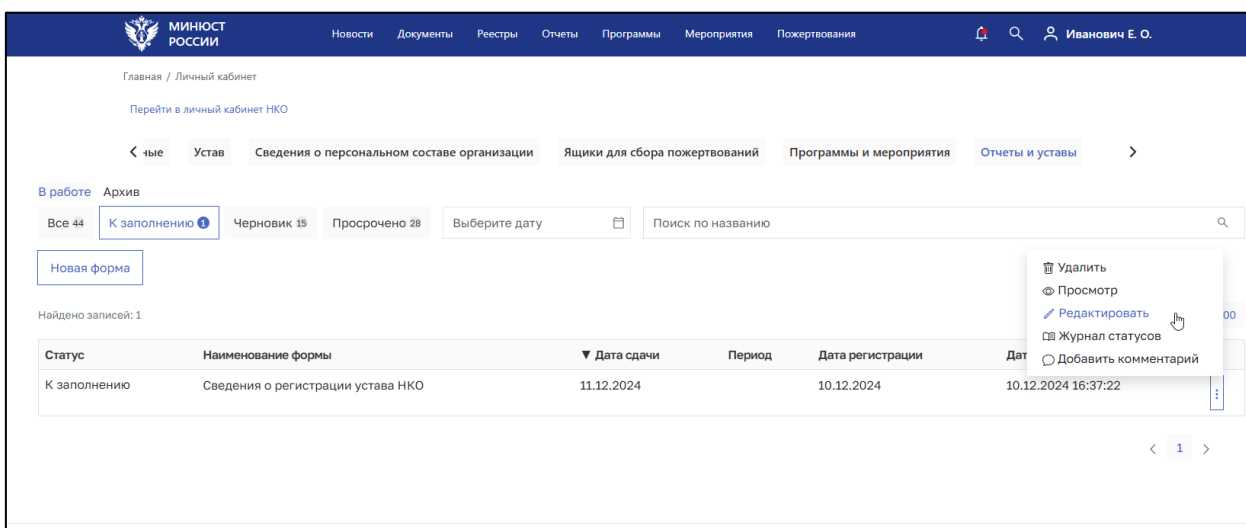 МИНЮСТ
РОССИИ
Новости Документы Реестры Отчеты Программы Мероприятия Пожертвования Иванович Е. О.
Главная / Личный кабинет
Перейти в личный кабинет НКО
ные Устав Сведения о персональном составе организации Ящики для сбора пожертвований Программы и мероприятия Отчеты и уставы
В работе Архив
Все 44 К заполнению 1 Черновик 15 Просрочено 28 Выберите дату Поиск по названию
Новая форма
Удалить
Просмотр
Найдено записей: 1 Редактировать 00
Журнал статусов
Статус Наименование формы ▼ Дата сдачи Период Дата регистрации Дат Добавить комментарий
К заполнению Сведения о регистрации устава НКО 11.12.2024 10.12.2024 10.12.2024 16:37:22
< 1 >